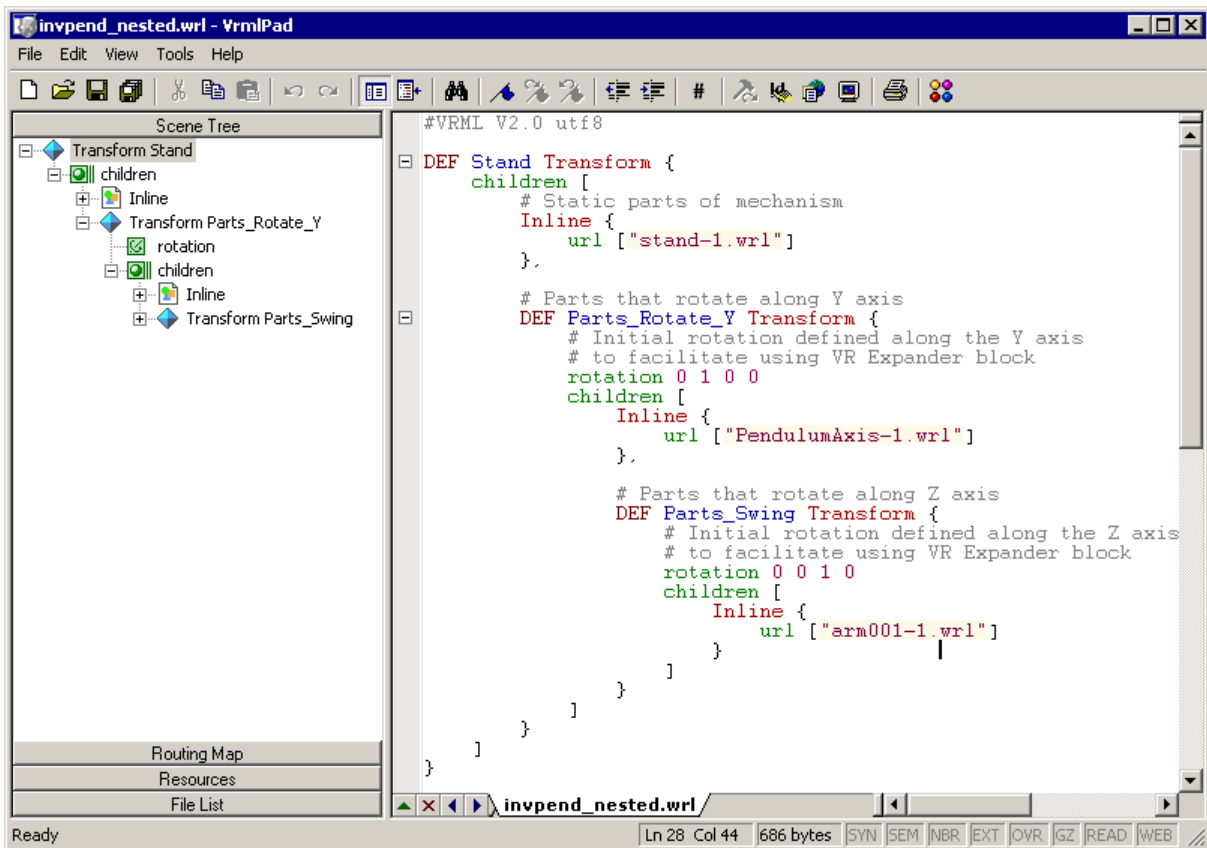 invpend_nested.wrl - VrmlPad
File Edit View Tools Help
Scene Tree
Transform Stand
children
Inline
Transform Parts_Rotate_Y
rotation
children
Inline
Transform Parts_Swing
Routing Map
Resources
File List
#VRML V2.0 utf8
DEF Stand Transform {
children [
# Static parts of mechanism
Inline {
url ["stand-1.wrl"]
},
# Parts that rotate along Y axis
DEF Parts_Rotate_Y Transform {
# Initial rotation defined along the Y axis
# to facilitate using VR Expander block
rotation 0 1 0 0
children [
Inline {
url ["PendulumAxis-1.wrl"]
},
# Parts that rotate along Z axis
DEF Parts_Swing Transform {
# Initial rotation defined along the Z axis
# to facilitate using VR Expander block
rotation 0 0 1 0
children [
Inline {
url ["arm001-1.wrl"]
}
]
}
]
}
]
}
invpend_nested.wrl
Ready Ln 28 Col 44 686 bytes SYN SEM NBR EXT OVR GZ READ WEB